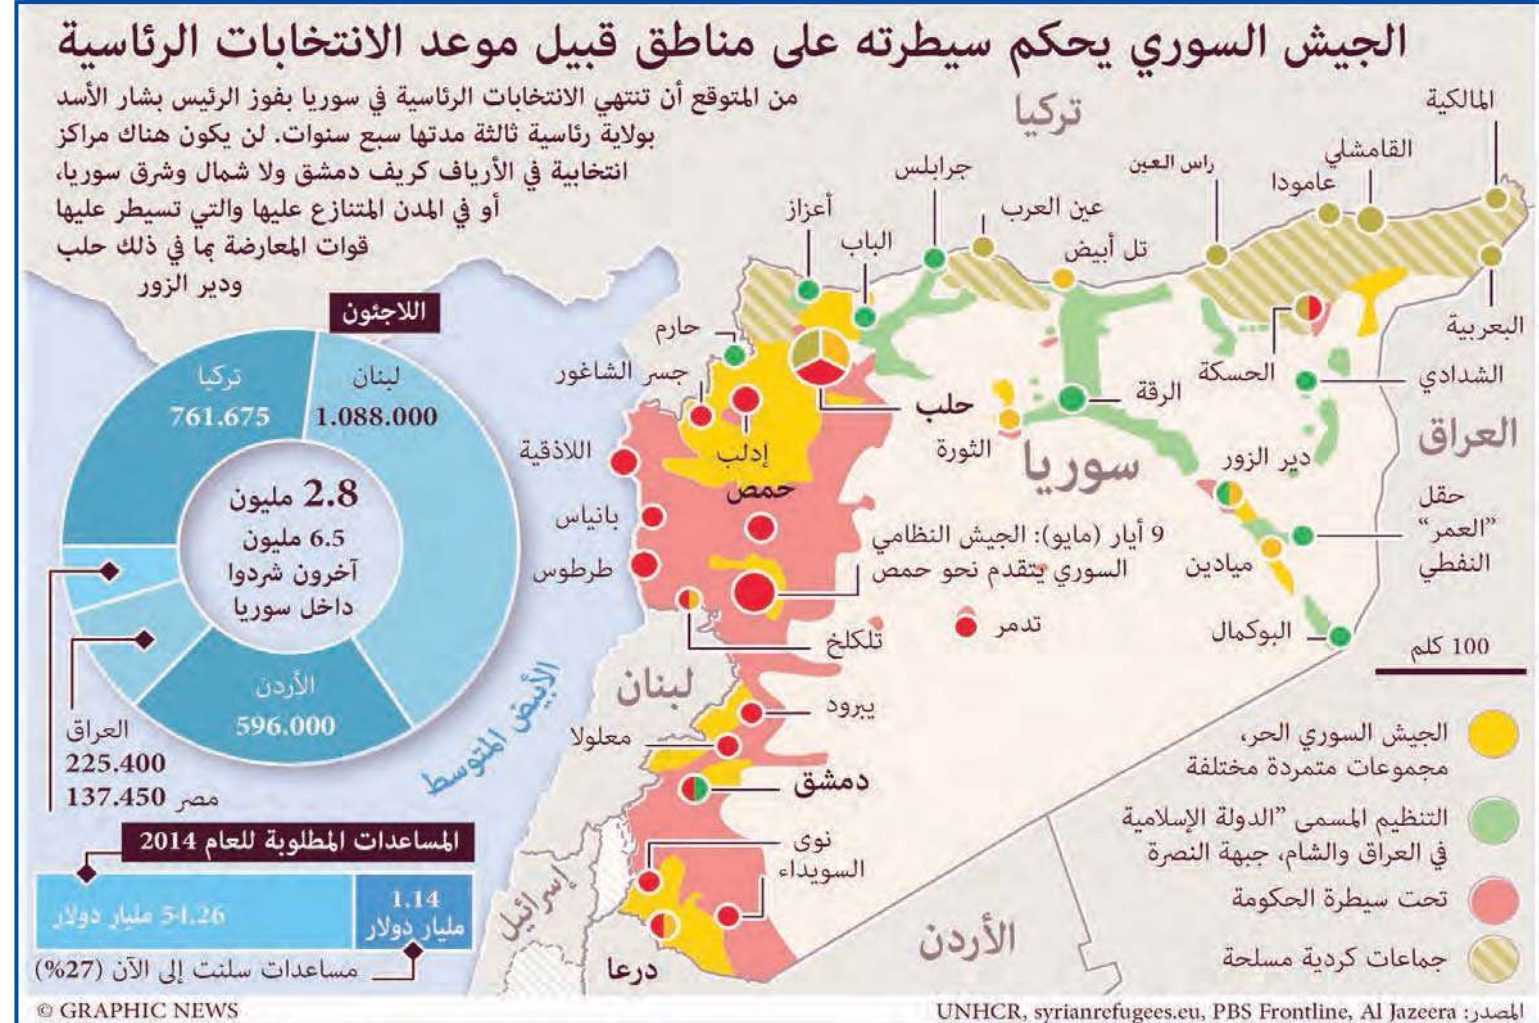 الجيش السوري يحكم سيطرته على مناطق قبيل موعد الانتخابات الرئاسية
من المتوقع أن تنتهي الانتخابات الرئاسية في سوريا بفوز الرئيس بشار الأسد
بولاية رئاسية ثالثة مدتها سبع سنوات. لن يكون هناك مراكز
انتخابية في الأرياف كريف دمشق ولا شمال وشرق سوريا،
أو في المدن المتنازع عليها والتي تسيطر عليها
قوات المعارضة بما في ذلك حلب
ودير الزور
تركيا
المالكية
القامشلي
عامودا
راس العين
جرابلس
عين العرب
تل أبيض
أعزاز
الباب
اليعربية
الشدادي
الحسكة
الرقة
حلب
الثورة
حارم
جسر الشاغور
إدلب
اللاذقية
حمص
بانياس
طرطوس
تلكلخ
سوريا
العراق
دير الزور
حقل
“العمر”
النفطي
ميادين
البوكمال
9 أيار (مايو): الجيش النظامي
السوري يتقدم نحو حمص
تدمر
100 كلم
لبنان
يبرود
معلولا
دمشق
نوى
السويداء
درعا
إسرائيل
الأردن
الأبيض المتوسط
اللاجئون
لبنان
1.088.000
تركيا
761.675
2.8 مليون
6.5 مليون
آخرون شردوا
داخل سوريا
الأردن
596.000
العراق
225.400
مصر 137.450
المساعدات المطلوبة للعام 2014
1.14
مليار دولار
54.26 مليار دولار
مساعدات سلنت إلى الآن (27%)
الجيش السوري الحر،
مجموعات متمردة مختلفة
التنظيم المسمى “الدولة الإسلامية
في العراق والشام، جبهة النصرة
تحت سيطرة الحكومة
جماعات كردية مسلحة
© GRAPHIC NEWS
المصدر: UNHCR, syrianrefugees.eu, PBS Frontline, Al Jazeera